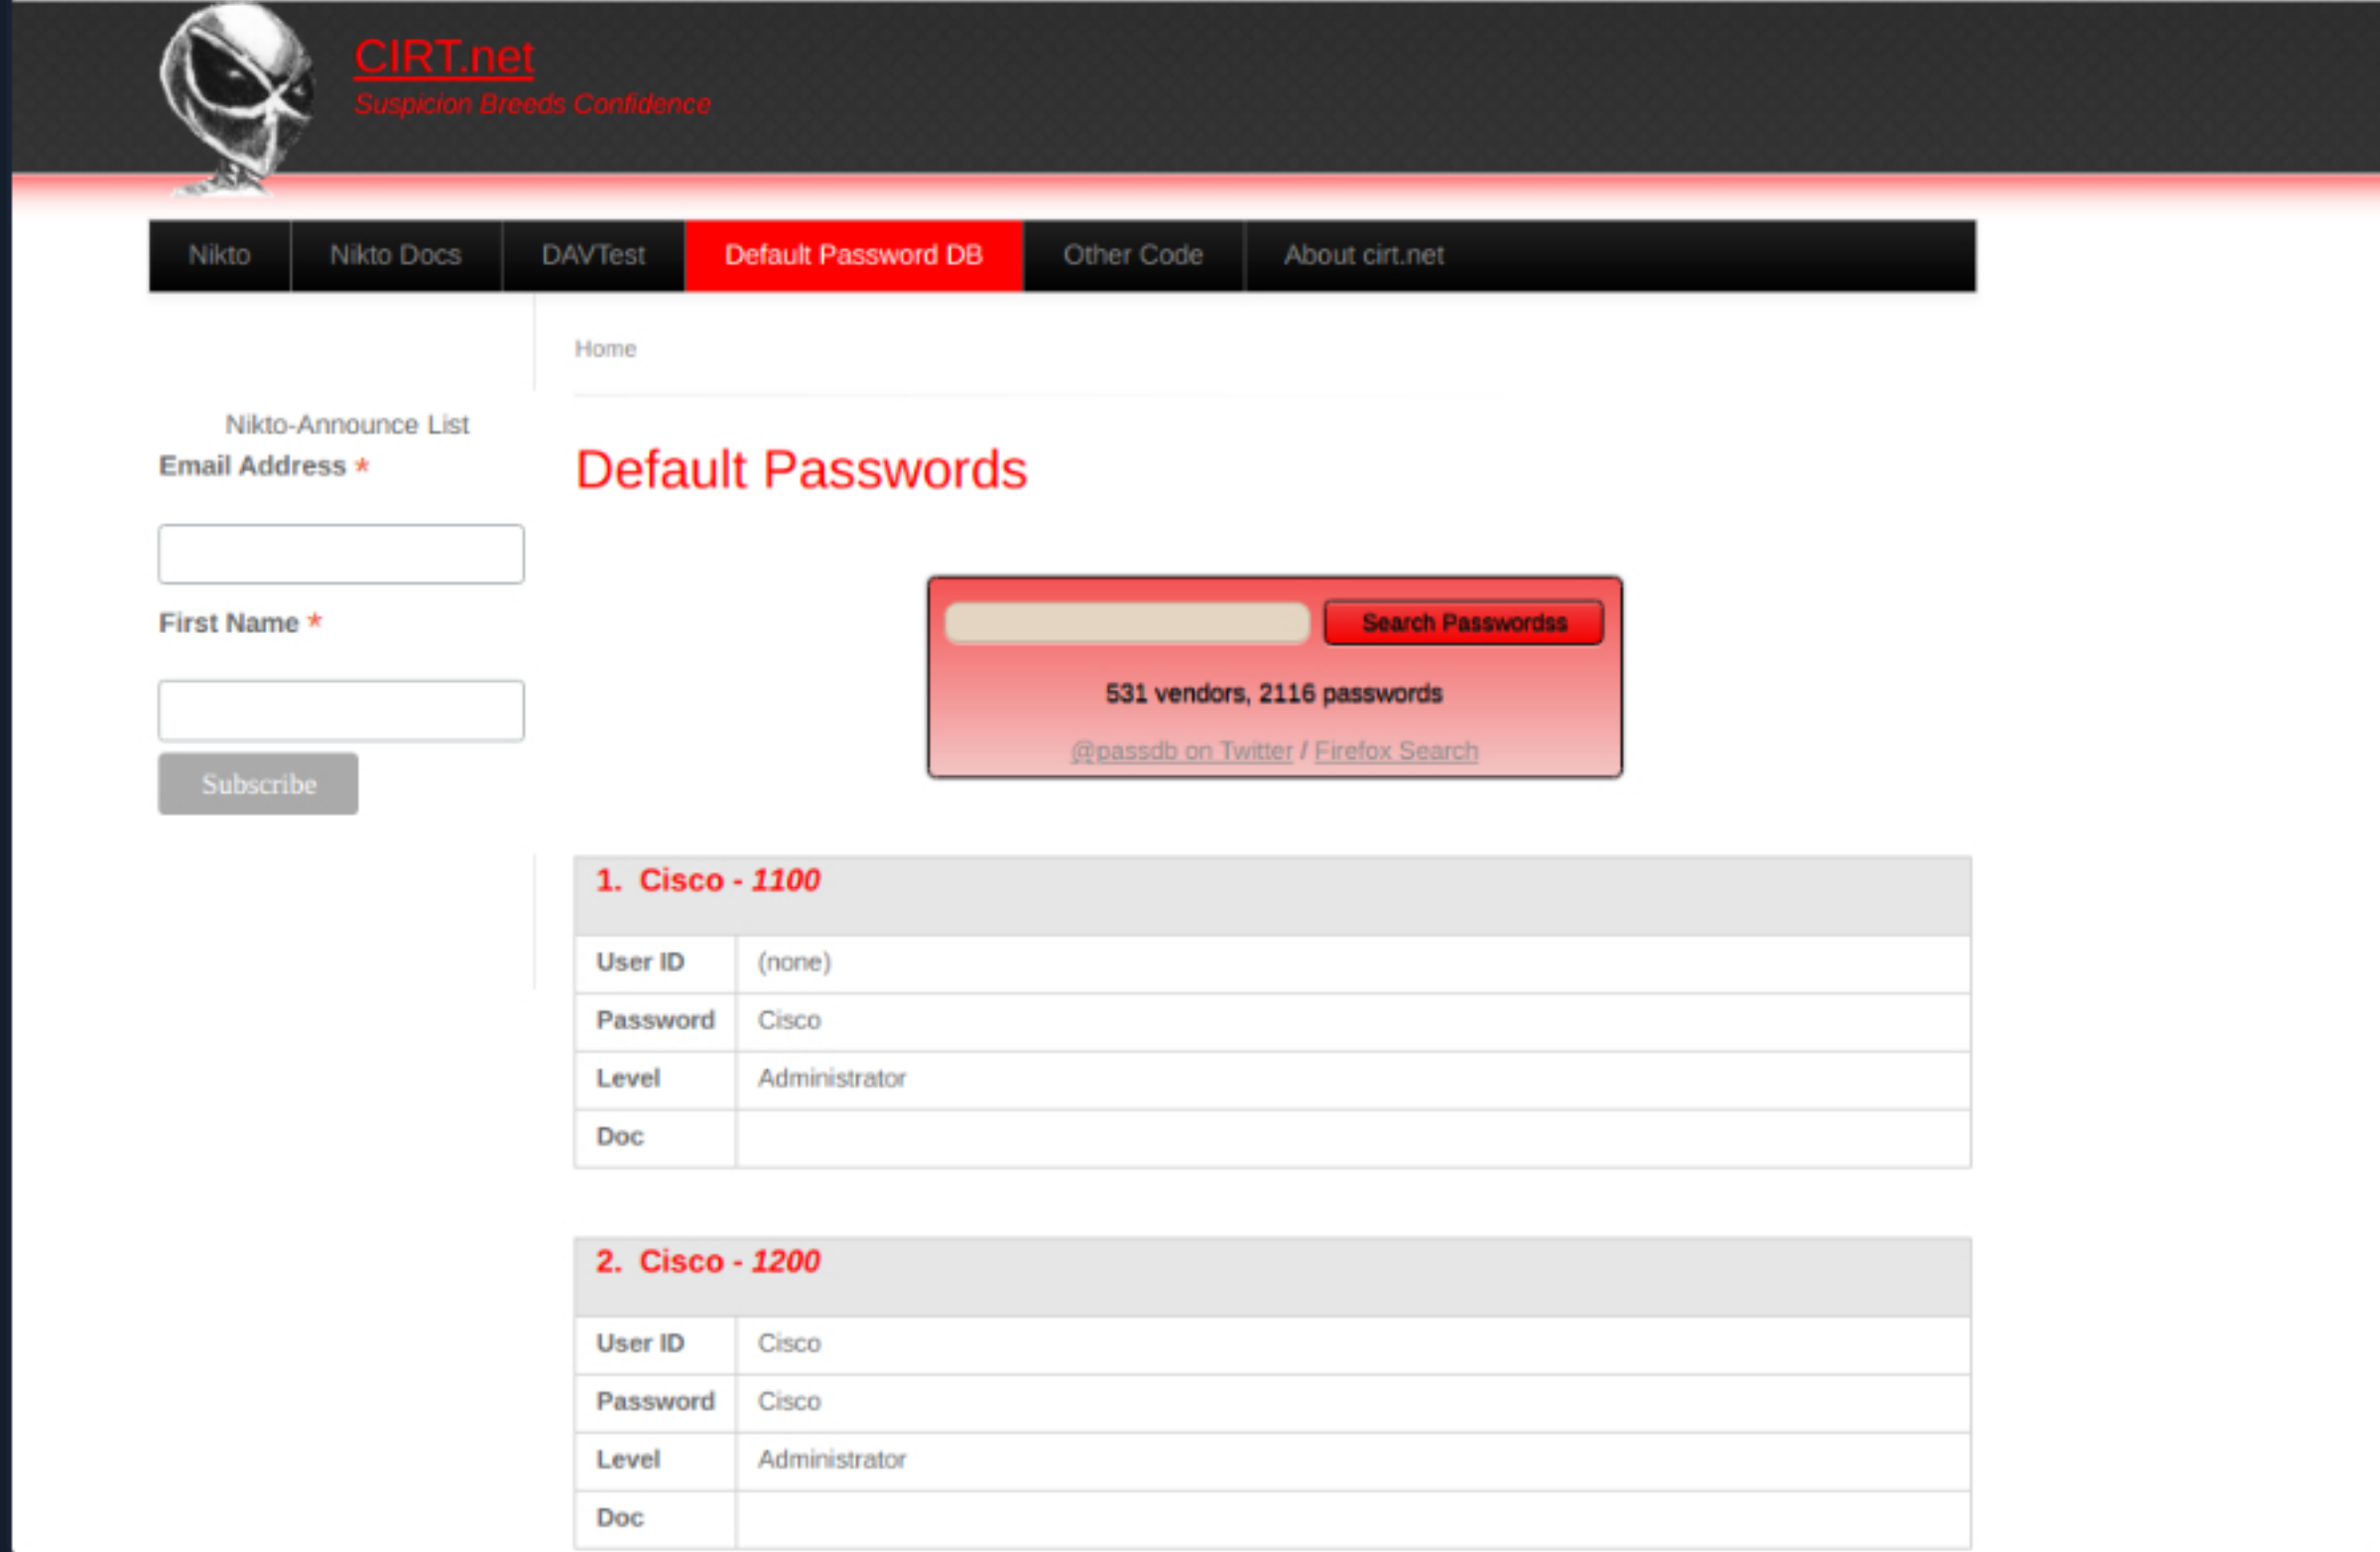 CIRT.net
Suspicion Breeds Confidence
Nikto Nikto Docs DAVTest Default Password DB Other Code About cirt.net
Home
Nikto-Announce List
Email Address *
First Name *
Subscribe
Default Passwords
Search Passwordss
531 vendors, 2116 passwords
@passdb on Twitter / Firefox Search
1. Cisco - 1100
User ID (none)
Password Cisco
Level Administrator
Doc
2. Cisco - 1200
User ID Cisco
Password Cisco
Level Administrator
Doc